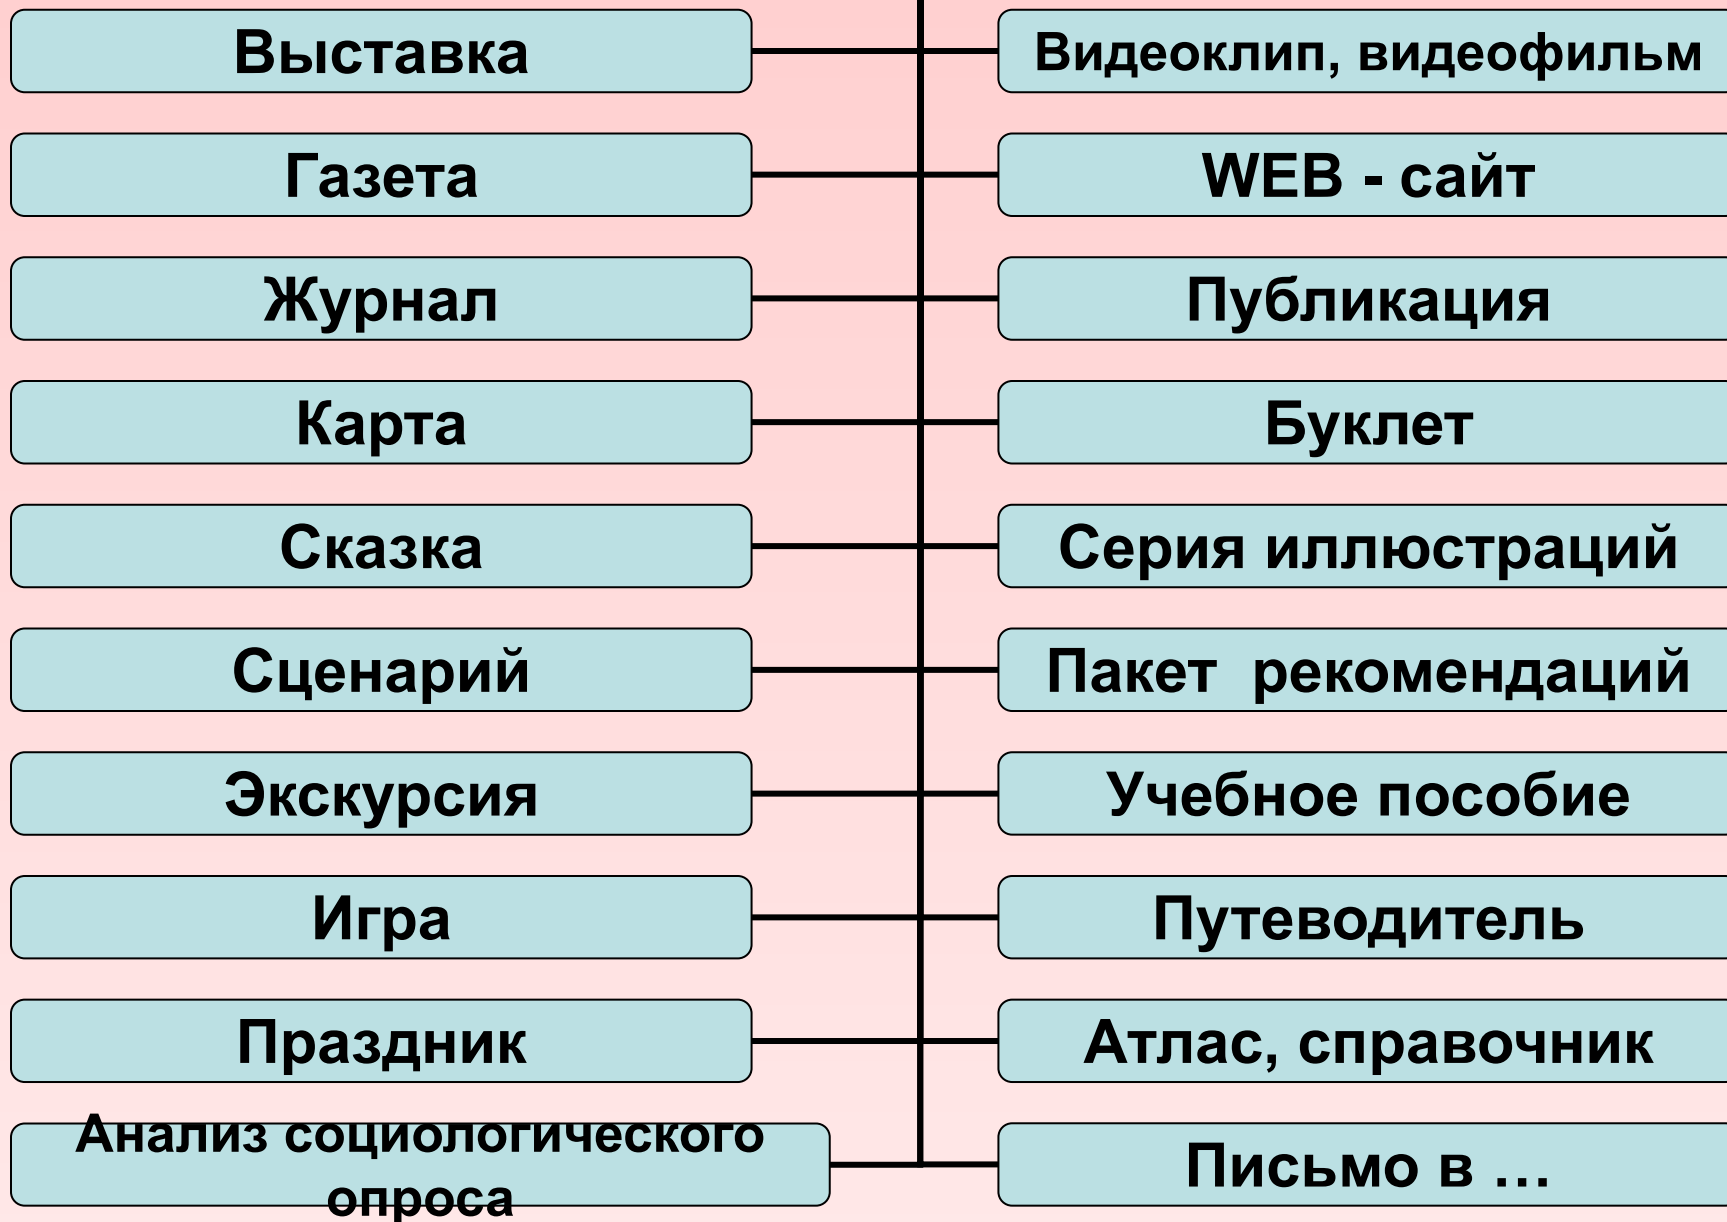 Выставка
Видеоклип, видеофильм
Газета
WEB - сайт
Журнал
Публикация
Карта
Буклет
Сказка
Серия иллюстраций
Сценарий
Пакет  рекомендаций
Экскурсия
Учебное пособие
Игра
Путеводитель
Праздник
Атлас, справочник
Анализ социологического
опроса
Письмо в …